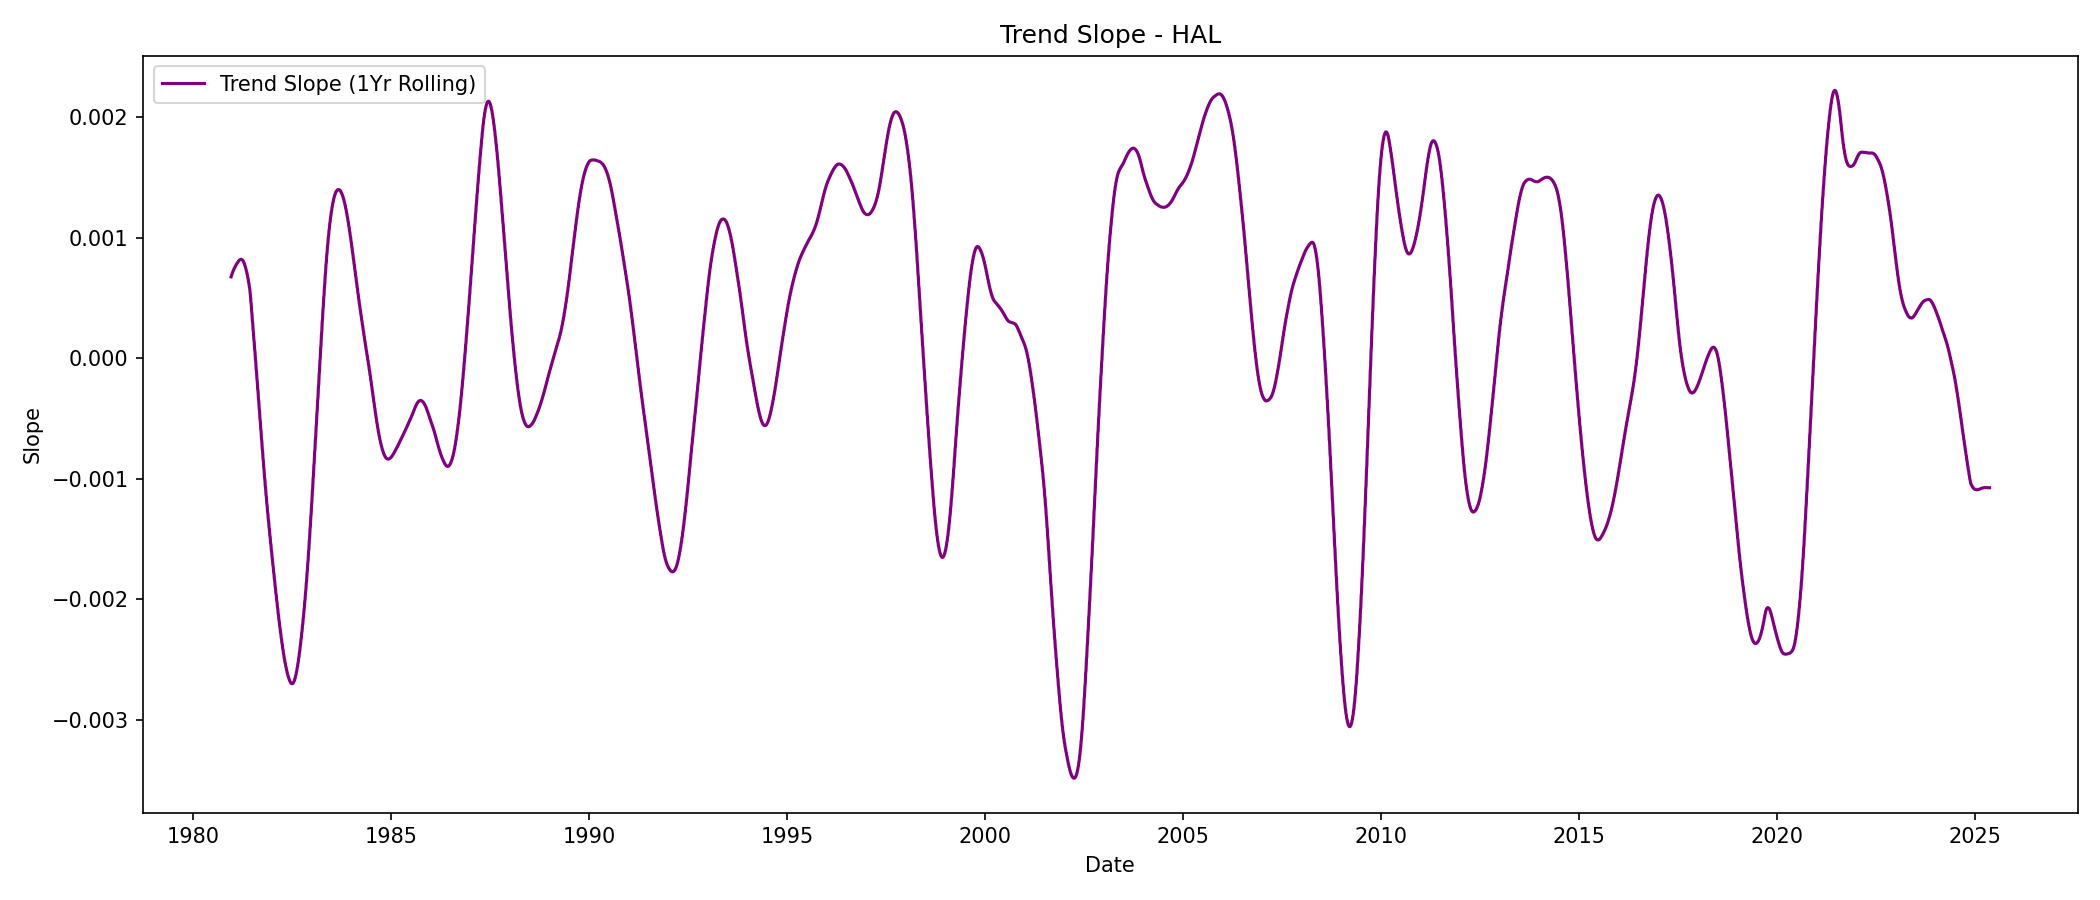 Trend Slope - HAL
Trend Slope (1Yr Rolling)
0.002
0.001
0.000
−0.001
−0.002
−0.003
Slope
1980 1985 1990 1995 2000 2005 2010 2015 2020 2025
Date